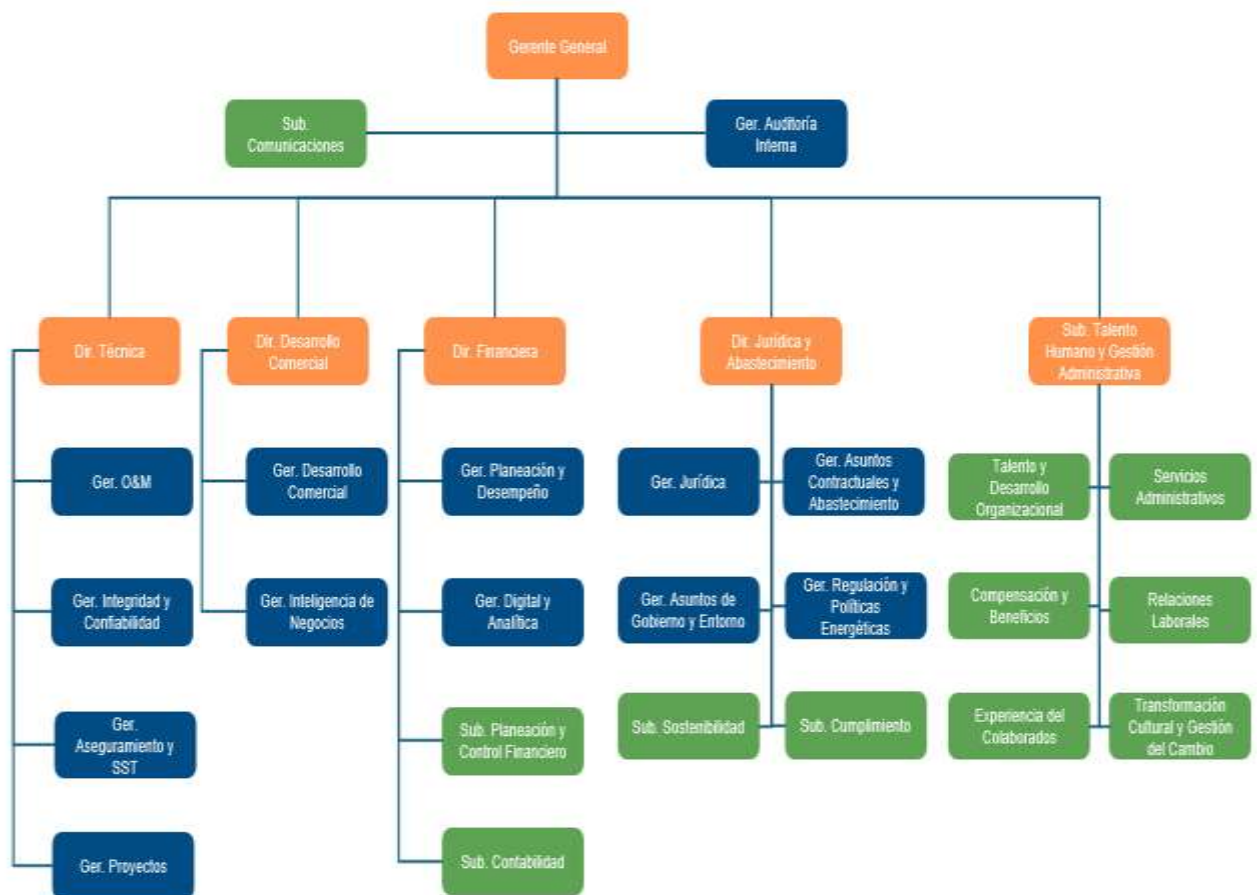 Gerente General
Sub.
Comunicaciones
Ger. Auditoría
Interna
Dir. Técnica
Dir. Desarrollo
Comercial
Dir. Financiera
Dir. Jurídica y
Abastecimiento
Sub. Talento
Humano y Gestión
Administrativa
Ger. O&M
Ger. Desarrollo
Comercial
Ger. Planeación y
Desempeño
Ger. Jurídica
Ger. Asuntos
Contractuales y
Abastecimiento
Talento y
Desarrollo
Organizacional
Servicios
Administrativos
Ger. Integridad y
Confiabilidad
Ger. Inteligencia de
Negocios
Ger. Digital y
Analítica
Ger. Asuntos de
Gobierno y Entorno
Ger. Regulación y
Políticas
Energéticas
Compensación y
Beneficios
Relaciones
Laborales
Ger.
Aseguramiento y
SST
Sub. Planeación y
Control Financiero
Sub. Sostenibilidad
Sub. Cumplimiento
Experiencia del
Colaborados
Transformación
Cultural y Gestión
del Cambio
Ger. Proyectos
Sub. Contabilidad